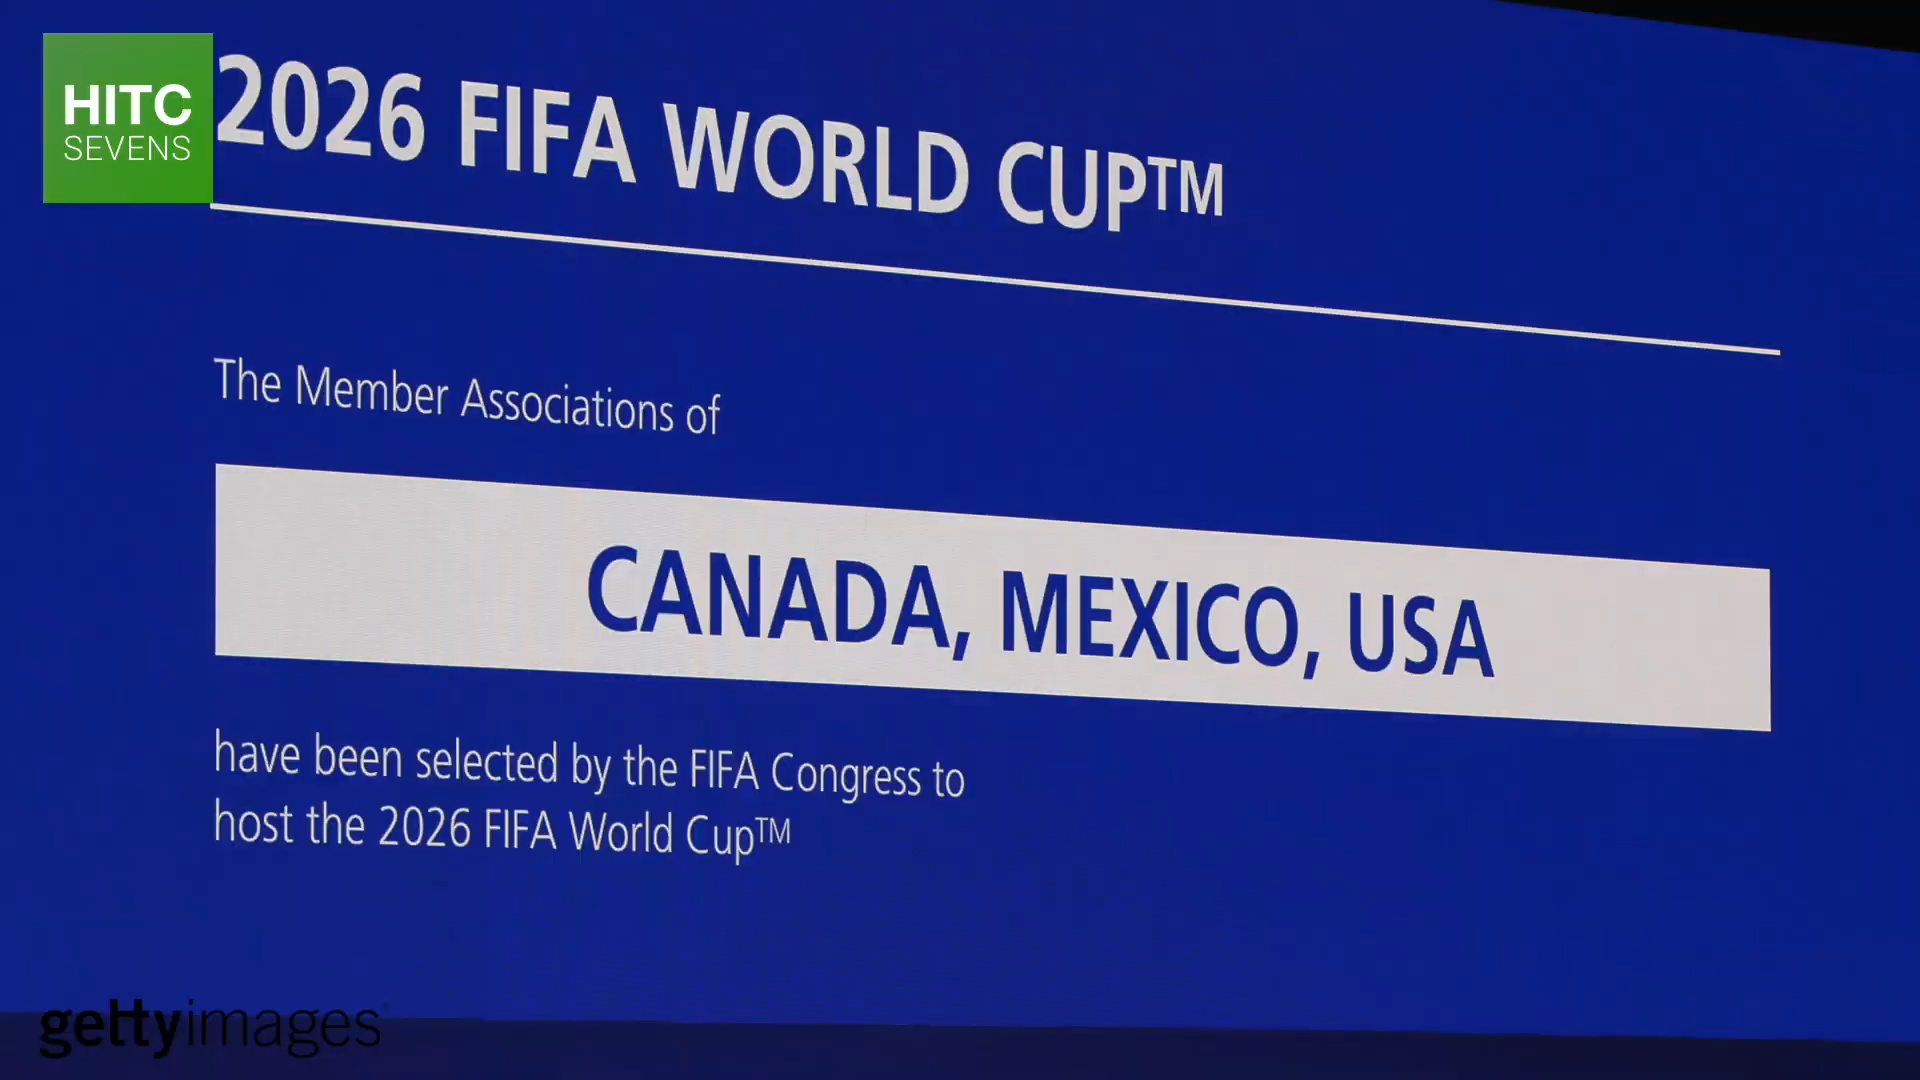 HITC
SEVENS
2026 FIFA WORLD CUP™
The Member Associations of
CANADA, MEXICO, USA
have been selected by the FIFA Congress to
host the 2026 FIFA World Cup™
gettyimages